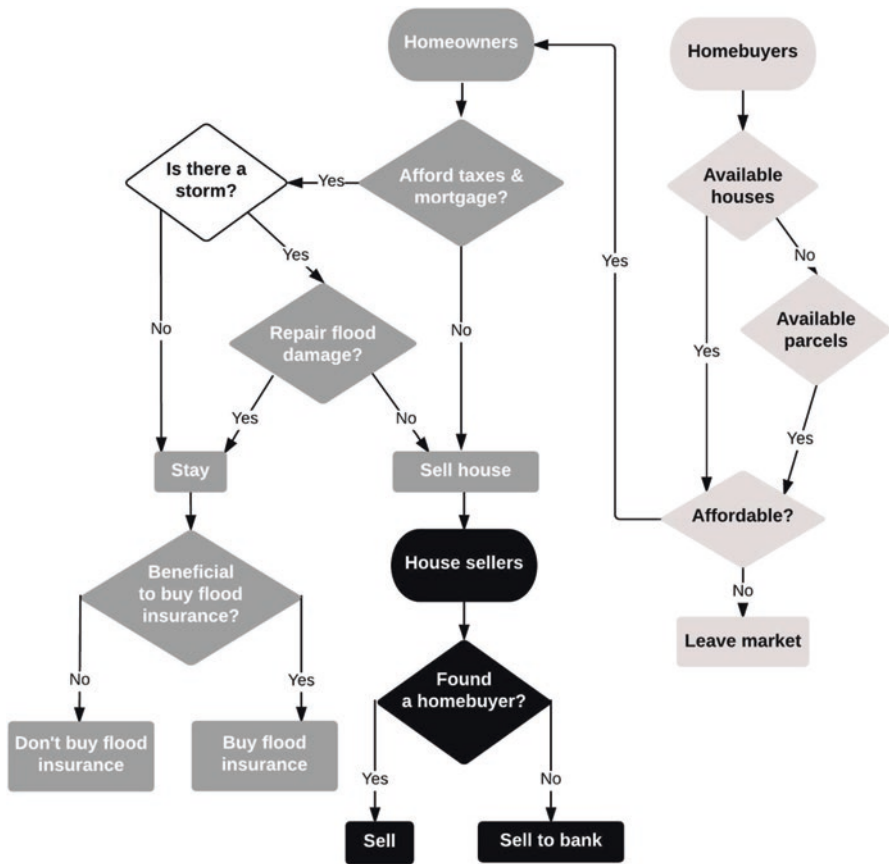 Homeowners
Homebuyers
Is there a
storm?
Yes
Afford taxes &
mortgage?
Available
houses
Yes
No
Yes
No
Repair flood
damage?
No
Available
parcels
Yes
Yes
No
Yes
Stay
Sell house
Affordable?
House sellers
Beneficial
to buy flood
insurance?
No
Leave market
No
Yes
Found
a homebuyer?
Don't buy flood
insurance
Buy flood
insurance
Yes
No
Sell
Sell to bank